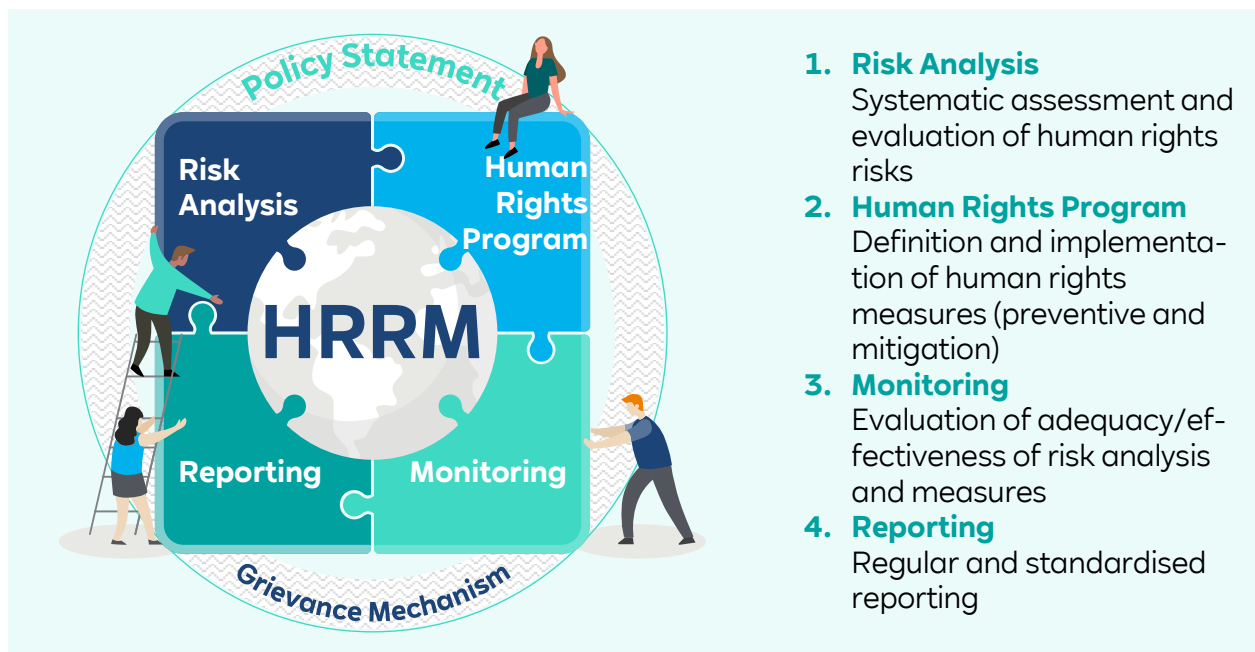 Policy Statement
Risk
Analysis
Human
Rights
Program
HRRM
Reporting
Monitoring
Grievance Mechanism
1. Risk Analysis
Systematic assessment and
evaluation of human rights
risks
2. Human Rights Program
Definition and implementa-
tion of human rights
measures (preventive and
mitigation)
3. Monitoring
Evaluation of adequacy/ef-
fectiveness of risk analysis
and measures
4. Reporting
Regular and standardised
reporting